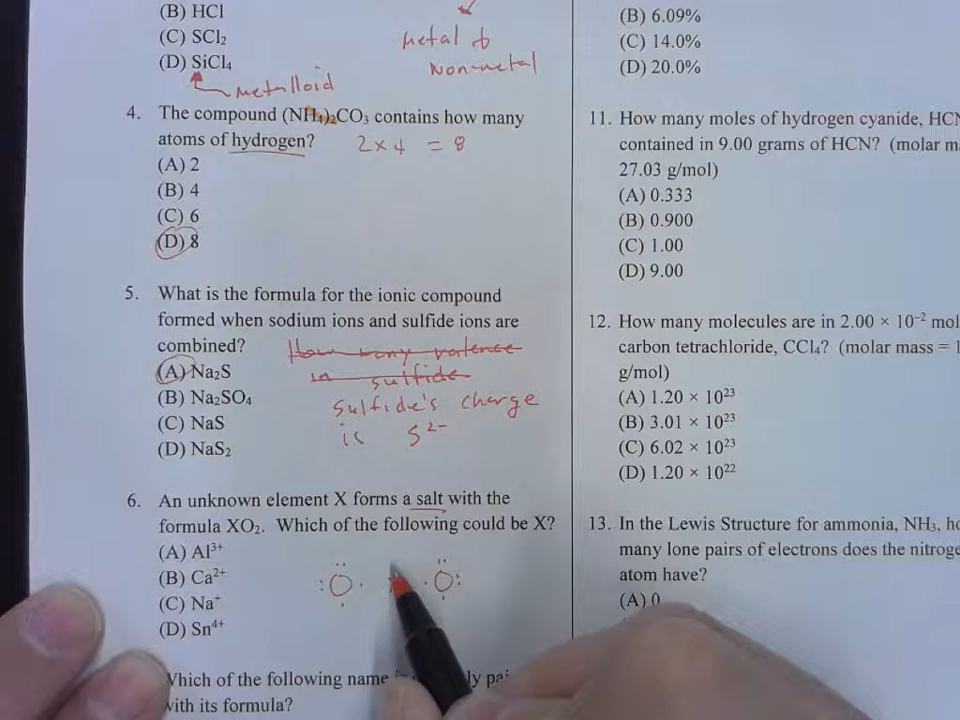 (B) HCl
(C) SCl₂
(D) SiCl₄
metalloid
metal to
non-metal
4. The compound (NH₄)₂CO₃ contains how many
atoms of hydrogen? 2 x 4 = 8
(A) 2
(B) 4
(C) 6
(D) 8
5. What is the formula for the ionic compound
formed when sodium ions and sulfide ions are
combined? How many valence
(A) Na₂S in sulfide
(B) Na₂SO₄ sulfide's charge
(C) NaS is S²⁻
(D) NaS₂
6. An unknown element X forms a salt with the
formula XO₂. Which of the following could be X?
(A) Al³⁺
(B) Ca²⁺ O O
(C) Na⁺
(D) Sn⁴⁺
Which of the following name
with its formula?
(B) 6.09%
(C) 14.0%
(D) 20.0%
11. How many moles of hydrogen cyanide, HCN
contained in 9.00 grams of HCN? (molar m
27.03 g/mol)
(A) 0.333
(B) 0.900
(C) 1.00
(D) 9.00
12. How many molecules are in 2.00 × 10⁻² mol
carbon tetrachloride, CCl₄? (molar mass = 1
g/mol)
(A) 1.20 × 10²³
(B) 3.01 × 10²³
(C) 6.02 × 10²³
(D) 1.20 × 10²²
13. In the Lewis Structure for ammonia, NH₃, ho
many lone pairs of electrons does the nitroge
atom have?
(A) 0